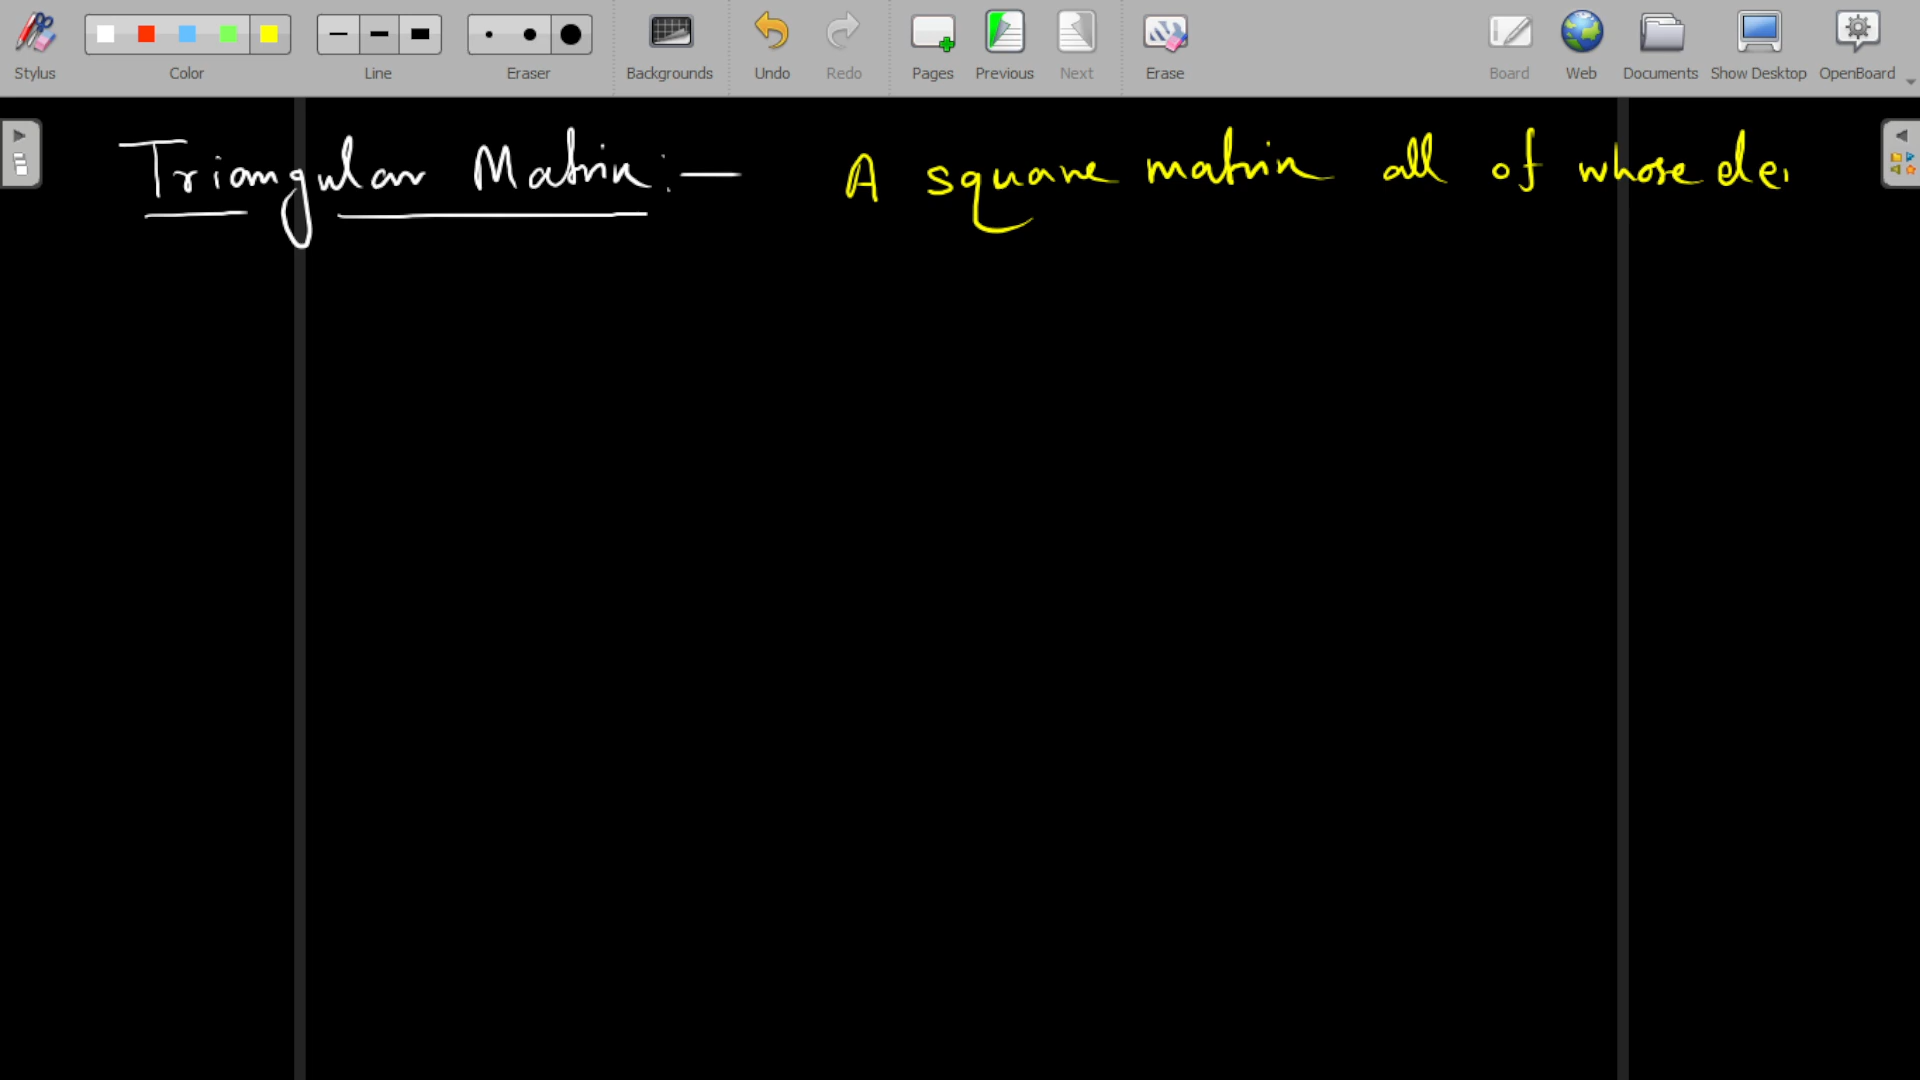 Stylus Color Line Eraser Backgrounds Undo Redo Pages Previous Next Erase Board Web Documents Show Desktop OpenBoard
Triangular Matrix :— A square matrix all of whose ele